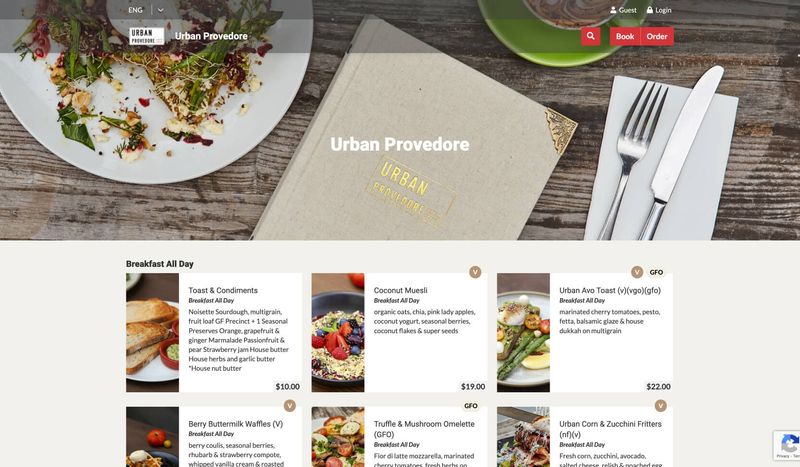 ENG
Guest
Login
URBAN
PROVEDORE
Urban Provedore
Book
Order
Urban Provedore
URBAN
PROVEDORE
Breakfast All Day
Toast & Condiments
Breakfast All Day
Noisette Sourdough, multigrain,
fruit loaf GF Precinct + 1 Seasonal
Preserves Orange, grapefruit &
ginger Marmalade Passionfruit &
pear Strawberry jam House butter
House herbs and garlic butter
*House nut butter
$10.00
V
Coconut Muesli
Breakfast All Day
organic oats, chia, pink lady apples,
coconut yogurt, seasonal berries,
coconut flakes & super seeds
$19.00
V
GFO
Urban Avo Toast (v)(vgo)(gfo)
Breakfast All Day
marinated cherry tomatoes, pesto,
fetta, balsamic glaze & house
dukkah on multigrain
$22.00
V
Berry Buttermilk Waffles (V)
Breakfast All Day
berry coulis, seasonal berries,
rhubarb & strawberry compote,
whipped vanilla cream & roasted
GFO
Truffle & Mushroom Omelette
(GFO)
Breakfast All Day
Fior di latte mozzarella, marinated
cherry tomatoes, fresh herbs on
V
Urban Corn & Zucchini Fritters
(nf)(v)
Breakfast All Day
Fresh corn, zucchini, avocado,
salted cheese, relish & poached egg
Privacy - Ter